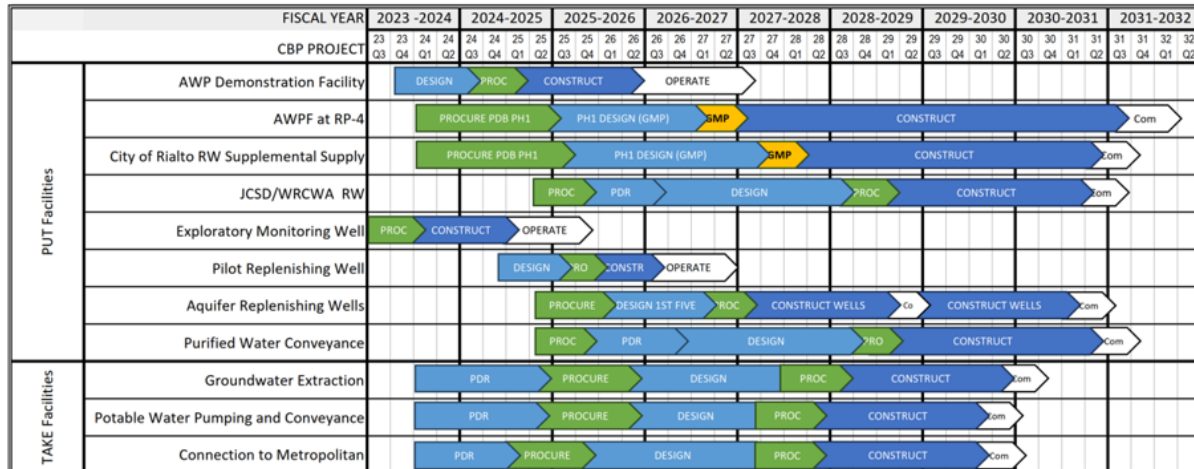 FISCAL YEAR 2023 -2024 2024-2025 2025-2026 2026-2027 2027-2028 2028-2029 2029-2030 2030-2031 2031-2032
23 23 24 24 24 24 25 25 25 25 26 26 26 26 27 27 27 27 28 28 28 28 29 29 29 29 30 30 30 30 31 31 31 31 32 32
CBP PROJECT Q3 Q4 Q1 Q2 Q3 Q4 Q1 Q2 Q3 Q4 Q1 Q2 Q3 Q4 Q1 Q2 Q3 Q4 Q1 Q2 Q3 Q4 Q1 Q2 Q3 Q4 Q1 Q2 Q3 Q4 Q1 Q2 Q3 Q4 Q1 Q2
PUT Facilities
AWP Demonstration Facility DESIGN PROC CONSTRUCT OPERATE
AWPF at RP-4 PROCURE PDB PH1 PH1 DESIGN (GMP) GMP CONSTRUCT Com
City of Rialto RW Supplemental Supply PROCURE PDB PH1 PH1 DESIGN (GMP) GMP CONSTRUCT Com
JCSD/WRCWA RW PROC PDR DESIGN PROC CONSTRUCT Com
Exploratory Monitoring Well PROC CONSTRUCT OPERATE
Pilot Replenishing Well DESIGN PRO CONSTR OPERATE
Aquifer Replenishing Wells PROCURE DESIGN 1ST FIVE PROC CONSTRUCT WELLS Co CONSTRUCT WELLS Com
Purified Water Conveyance PROC PDR DESIGN PRO CONSTRUCT Com
TAKE Facilities
Groundwater Extraction PDR PROCURE DESIGN PROC CONSTRUCT Com
Potable Water Pumping and Conveyance PDR PROCURE DESIGN PROC CONSTRUCT Com
Connection to Metropolitan PDR PROCURE DESIGN PROC CONSTRUCT Com